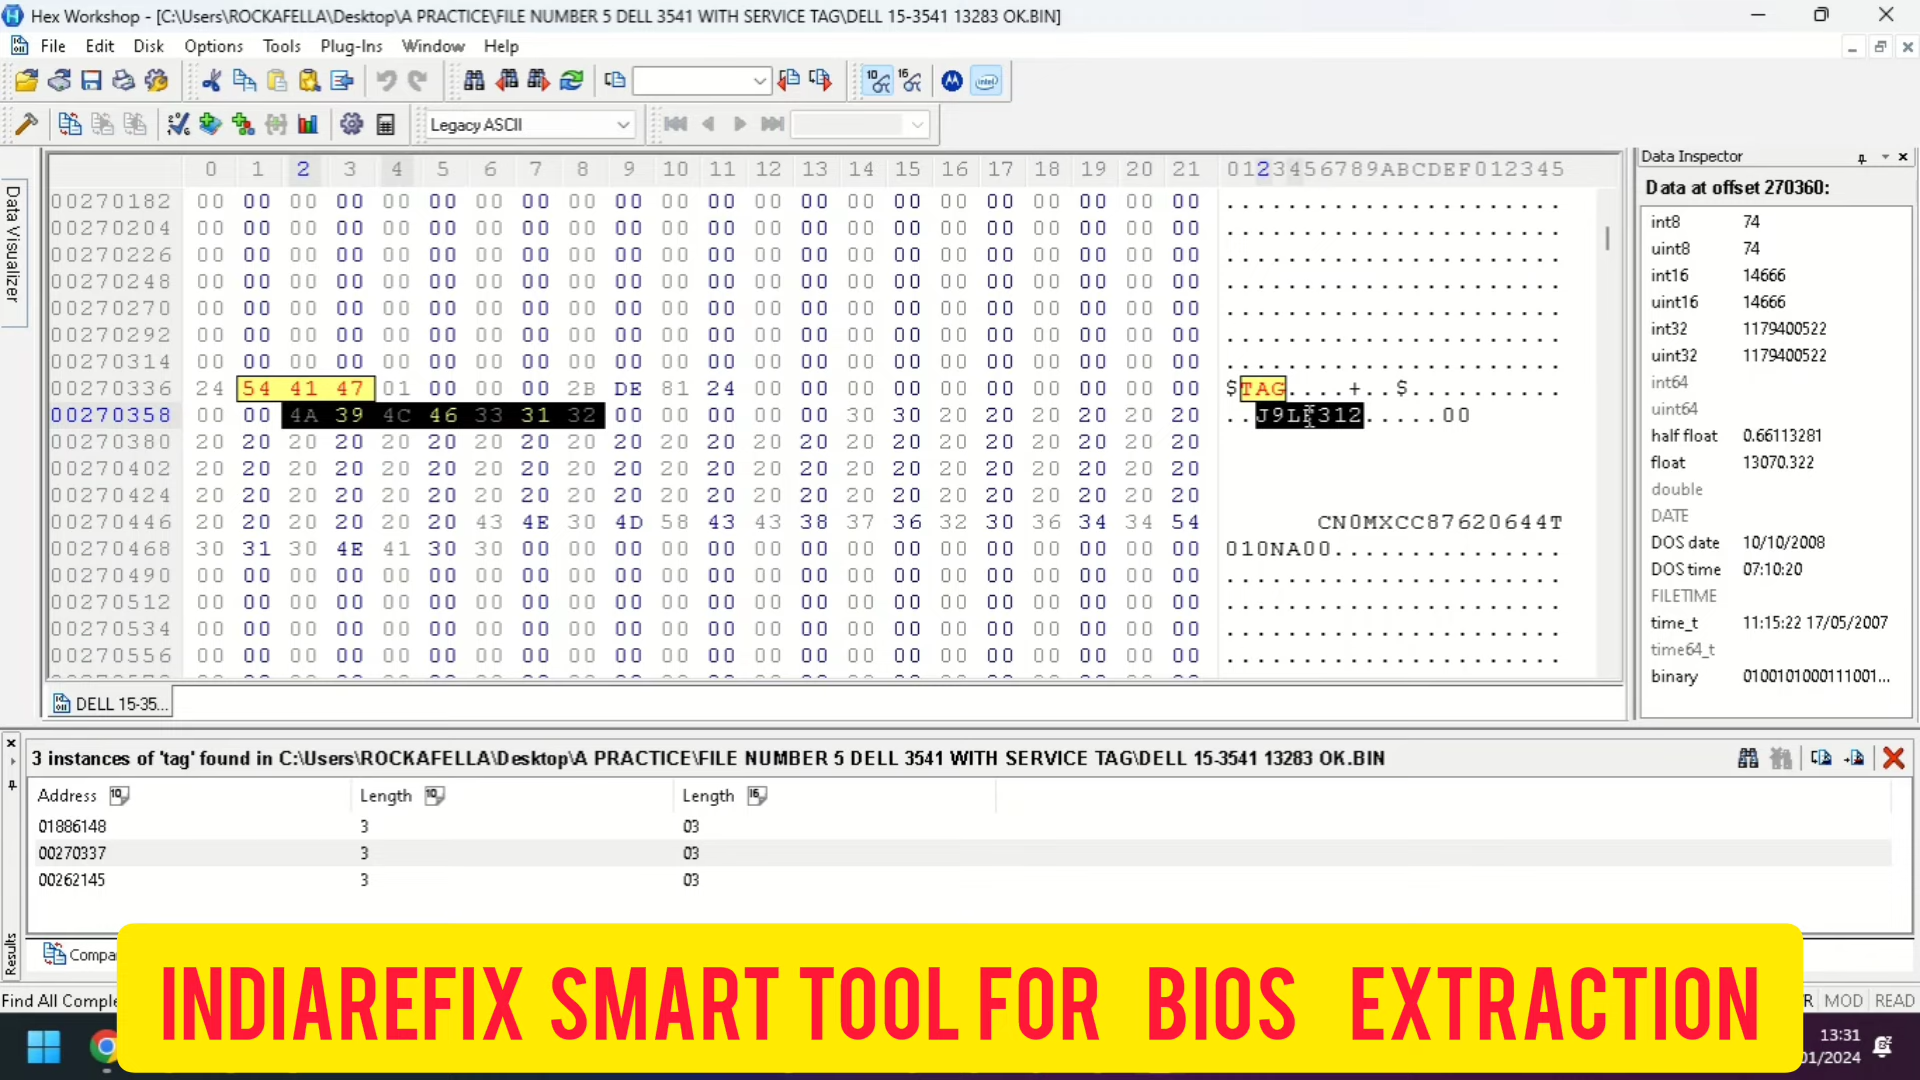 Hex Workshop - [C:\Users\ROCKAFELLA\Desktop\A PRACTICE\FILE NUMBER 5 DELL 3541 WITH SERVICE TAG\DELL 15-3541 13283 OK.BIN]
File Edit Disk Options Tools Plug-Ins Window Help
Legacy ASCII
Data Visualizer
0 1 2 3 4 5 6 7 8 9 10 11 12 13 14 15 16 17 18 19 20 21 0123456789ABCDEF012345
00270182 00 00 00 00 00 00 00 00 00 00 00 00 00 00 00 00 00 00 00 00 00 00 ......................
00270204 00 00 00 00 00 00 00 00 00 00 00 00 00 00 00 00 00 00 00 00 00 00 ......................
00270226 00 00 00 00 00 00 00 00 00 00 00 00 00 00 00 00 00 00 00 00 00 00 ......................
00270248 00 00 00 00 00 00 00 00 00 00 00 00 00 00 00 00 00 00 00 00 00 00 ......................
00270270 00 00 00 00 00 00 00 00 00 00 00 00 00 00 00 00 00 00 00 00 00 00 ......................
00270292 00 00 00 00 00 00 00 00 00 00 00 00 00 00 00 00 00 00 00 00 00 00 ......................
00270314 00 00 00 00 00 00 00 00 00 00 00 00 00 00 00 00 00 00 00 00 00 00 ......................
00270336 24 54 41 47 01 00 00 00 2B DE 81 24 00 00 00 00 00 00 00 00 00 00 $TAG....+..$..........
00270358 00 00 4A 39 4C 46 33 31 32 00 00 00 00 00 30 30 20 20 20 20 20 20 ..J9LF312.....00
00270380 20 20 20 20 20 20 20 20 20 20 20 20 20 20 20 20 20 20 20 20 20 20
00270402 20 20 20 20 20 20 20 20 20 20 20 20 20 20 20 20 20 20 20 20 20 20
00270424 20 20 20 20 20 20 20 20 20 20 20 20 20 20 20 20 20 20 20 20 20 20
00270446 20 20 20 20 20 20 43 4E 30 4D 58 43 43 38 37 36 32 30 36 34 34 54 CN0MXCC87620644T
00270468 30 31 30 4E 41 30 30 00 00 00 00 00 00 00 00 00 00 00 00 00 00 00 010NA00...............
00270490 00 00 00 00 00 00 00 00 00 00 00 00 00 00 00 00 00 00 00 00 00 00 ......................
00270512 00 00 00 00 00 00 00 00 00 00 00 00 00 00 00 00 00 00 00 00 00 00 ......................
00270534 00 00 00 00 00 00 00 00 00 00 00 00 00 00 00 00 00 00 00 00 00 00 ......................
00270556 00 00 00 00 00 00 00 00 00 00 00 00 00 00 00 00 00 00 00 00 00 00 ......................
DELL 15-35...
Data Inspector
Data at offset 270360:
int8 74
uint8 74
int16 14666
uint16 14666
int32 1179400522
uint32 1179400522
int64
uint64
half float 0.66113281
float 13070.322
double
DATE
DOS date 10/10/2008
DOS time 07:10:20
FILETIME
time_t 11:15:22 17/05/2007
time64_t
binary 0100101000111001...
3 instances of 'tag' found in C:\Users\ROCKAFELLA\Desktop\A PRACTICE\FILE NUMBER 5 DELL 3541 WITH SERVICE TAG\DELL 15-3541 13283 OK.BIN
Address 10 Length 10 Length 16
01886148 3 03
00270337 3 03
00262145 3 03
Results
Compa
Find All Comple
R MOD READ
INDIAREFIX SMART TOOL FOR BIOS EXTRACTION
13:31
01/2024